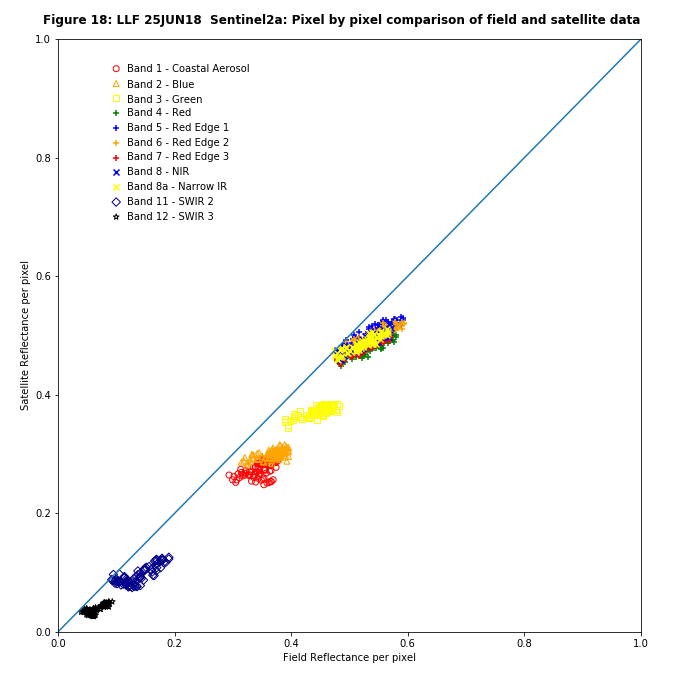 Figure 18: LLF 25JUN18  Sentinel2a: Pixel by pixel comparison of field and satellite data
1.0
Band 1 - Coastal Aerosol
Band 2 - Blue
Band 3 - Green
Band 4 - Red
Band 5 - Red Edge 1
Band 6 - Red Edge 2
Band 7 - Red Edge 3
Band 8 - NIR
Band 8a - Narrow IR
Band 11 - SWIR 2
Band 12 - SWIR 3
0.8
0.6
0.4
0.2
0.0
Satellite Reflectance per pixel
0.0 0.2 0.4 0.6 0.8 1.0
Field Reflectance per pixel